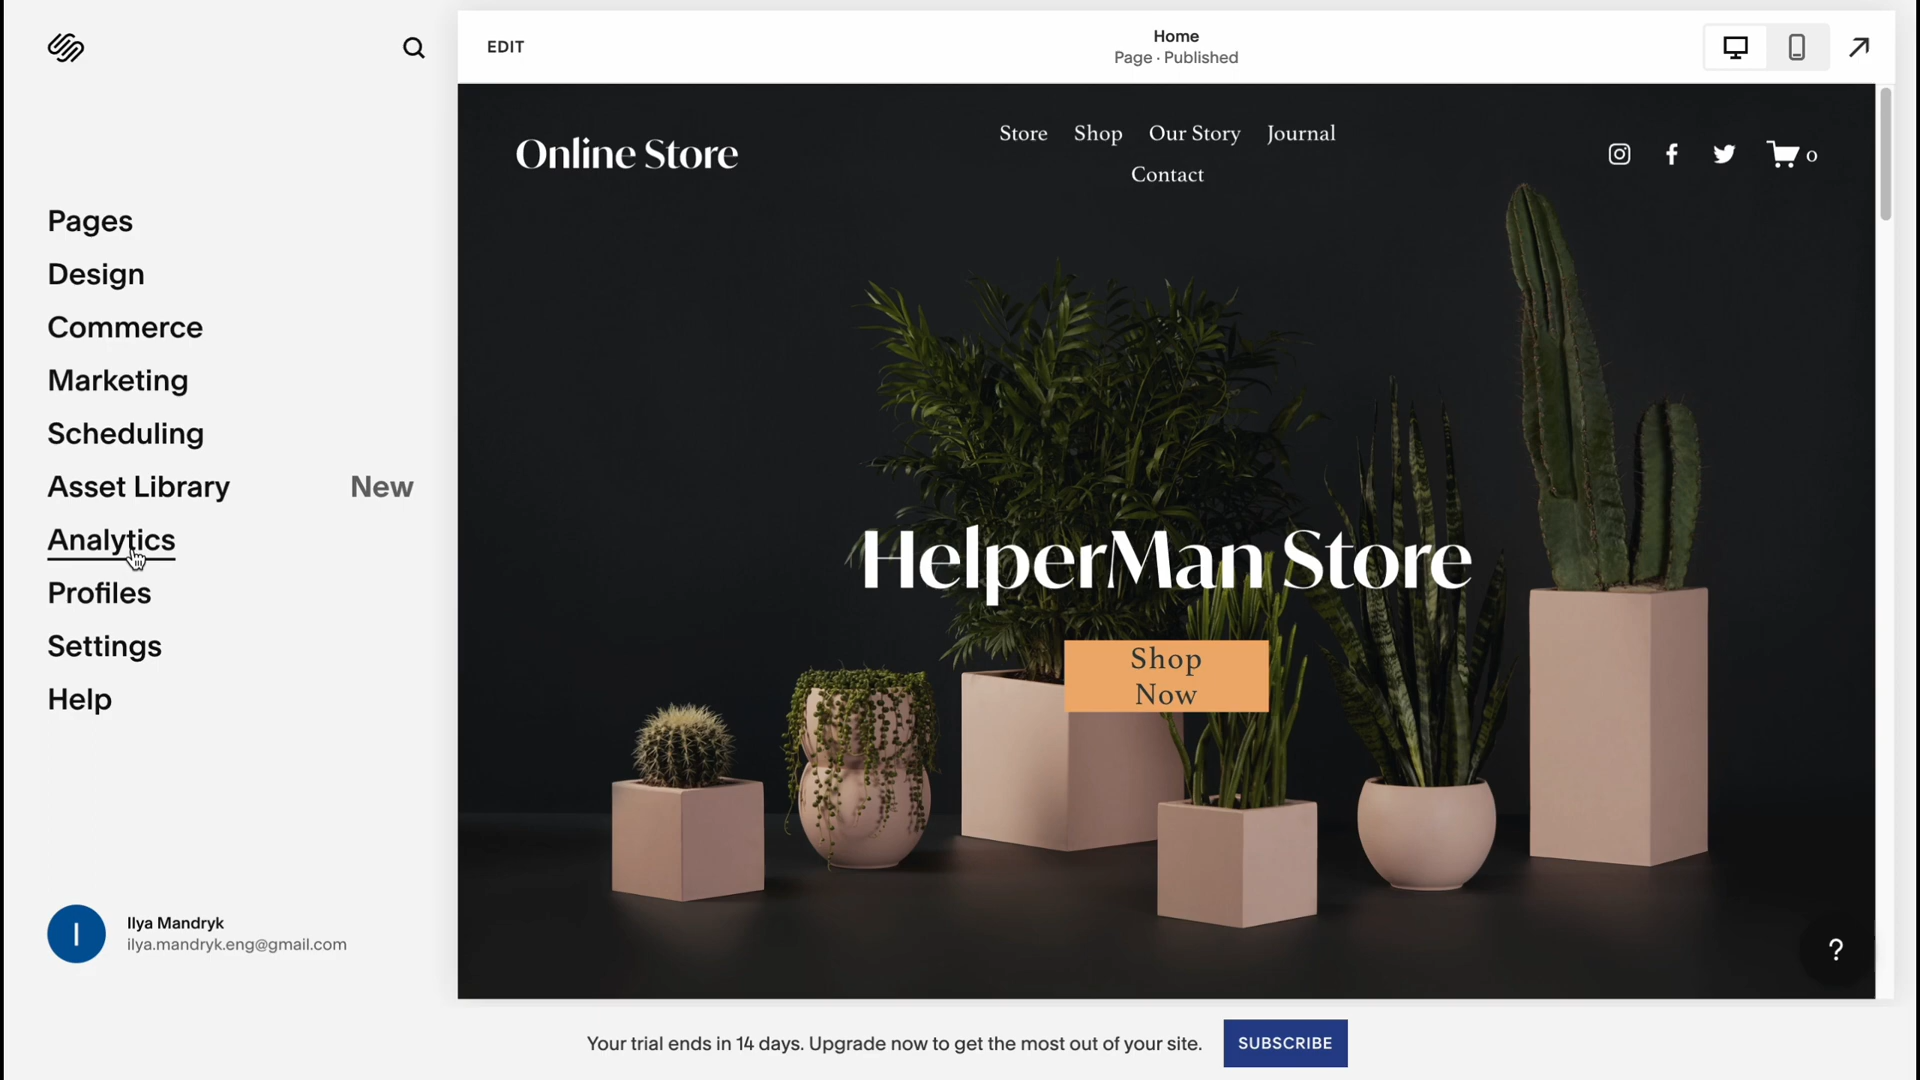 EDIT
Home
Page · Published
Online Store
Store Shop Our Story Journal
Contact
0
Pages
Design
Commerce
Marketing
Scheduling
Asset Library New
Analytics
Profiles
Settings
Help
HelperMan Store
Shop
Now
I
Ilya Mandryk
ilya.mandryk.eng@gmail.com
?
Your trial ends in 14 days. Upgrade now to get the most out of your site. SUBSCRIBE